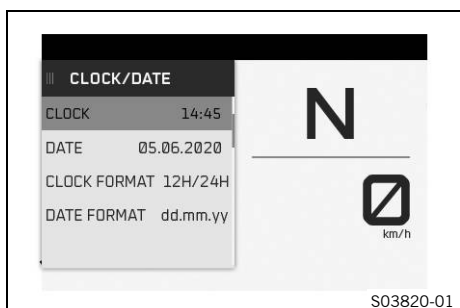 CLOCK/DATE
CLOCK 14:45
DATE 05.06.2020
CLOCK FORMAT 12H/24H
DATE FORMAT dd.mm.yy
N
0
km/h
S03820-01